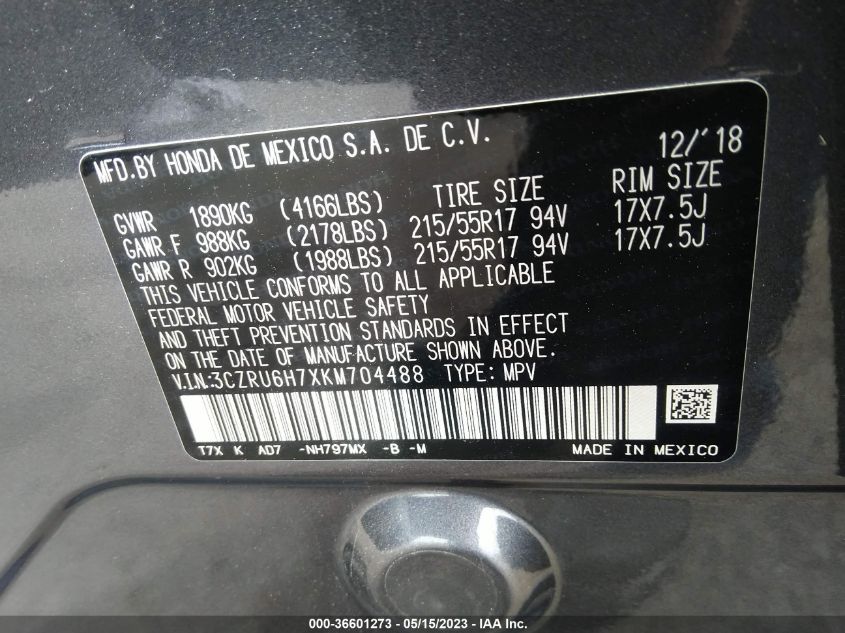 MFD.BY HONDA DE MEXICO S.A. DE C.V. 12/'18
GVWR 1890KG (4166LBS) TIRE SIZE RIM SIZE
GAWR F 988KG (2178LBS) 215/55R17 94V 17X7.5J
GAWR R 902KG (1988LBS) 215/55R17 94V 17X7.5J
THIS VEHICLE CONFORMS TO ALL APPLICABLE
FEDERAL MOTOR VEHICLE SAFETY
AND THEFT PREVENTION STANDARDS IN EFFECT
ON THE DATE OF MANUFACTURE SHOWN ABOVE.
V.I.N:3CZRU6H7XKM704488 TYPE: MPV
T7X K AD7 -NH797MX -B -M MADE IN MEXICO
000-36601273 - 05/15/2023 - IAA Inc.